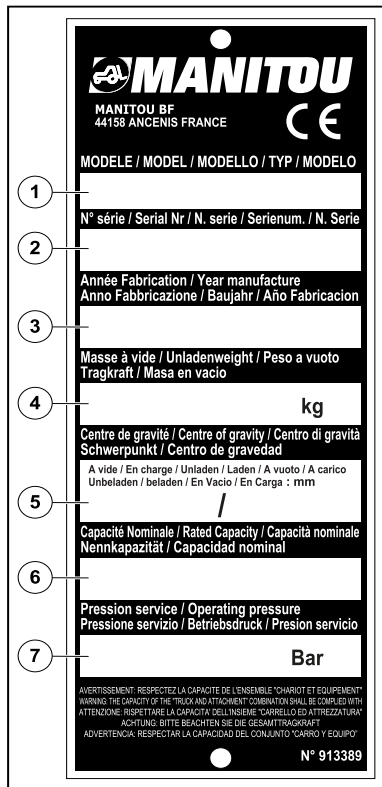 MANITOU
MANITOU BF
44158 ANCENIS FRANCE
CE
MODELE / MODEL / MODELLO / TYP / MODELO
1
N° série / Serial Nr / N. serie / Serienum. / N. Serie
2
Année Fabrication / Year manufacture
Anno Fabbricazione / Baujahr / Año Fabricacion
3
Masse à vide / Unladenweight / Peso a vuoto
Tragkraft / Masa en vacio
4
kg
Centre de gravité / Centre of gravity / Centro di gravità
Schwerpunkt / Centro de gravedad
A vide / En charge / Unladen / Laden / A vuoto / A carico
Unbeladen / beladen / En Vacio / En Carga : mm
5
/
Capacité Nominale / Rated Capacity / Capacità nominale
Nennkapazität / Capacidad nominal
6
Pression service / Operating pressure
Pressione servizio / Betriebsdruck / Presion servicio
7
Bar
AVERTISSEMENT: RESPECTEZ LA CAPACITE DE L'ENSEMBLE "CHARIOT ET EQUIPEMENT"
WARNING: THE CAPACITY OF THE "TRUCK AND ATTACHMENT" COMBINATION SHALL BE COMPLIED WITH
ATTENZIONE: RISPETTARE LA CAPACITA' DELL'INSIEME "CARRELLO ED ATTREZZATURA"
ACHTUNG: BITTE BEACHTEN SIE DIE GESAMTTRAGKRAFT
ADVERTENCIA: RESPECTAR LA CAPACIDAD DEL CONJUNTO "CARRO Y EQUIPO"
N° 913389